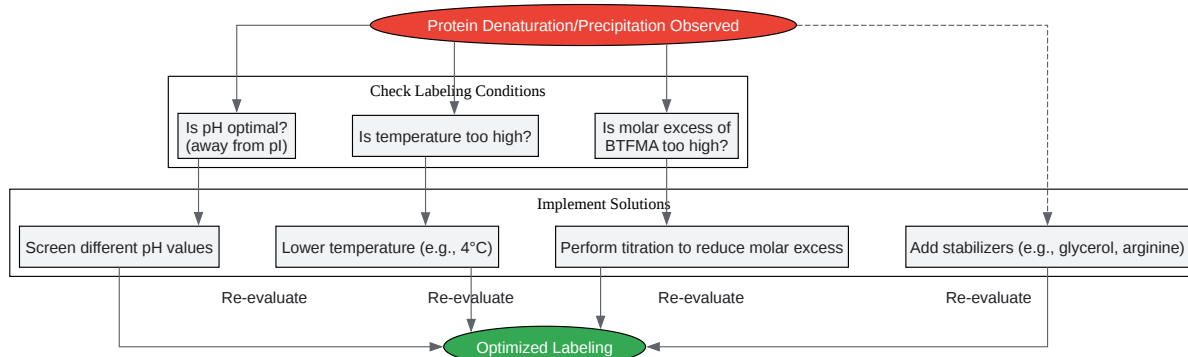 Protein Denaturation/Precipitation Observed
Check Labeling Conditions
Is pH optimal?
(away from pI)
Is temperature too high?
Is molar excess of
BTFMA too high?
Implement Solutions
Screen different pH values
Lower temperature (e.g., 4°C)
Perform titration to reduce molar excess
Add stabilizers (e.g., glycerol, arginine)
Re-evaluate
Re-evaluate
Re-evaluate
Re-evaluate
Optimized Labeling